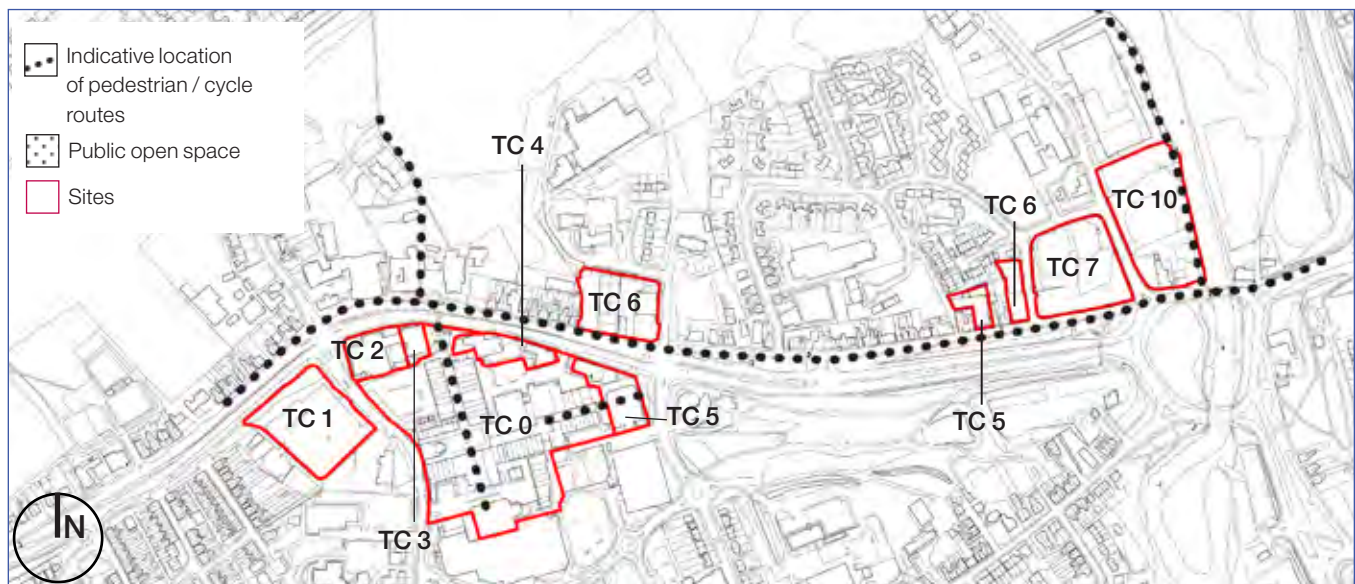 Indicative location
of pedestrian / cycle
routes
Public open space
Sites
TC 4
TC 6
TC 10
TC 7
TC 6
TC 2
TC 1
TC 0
TC 5
TC 5
TC 3
N